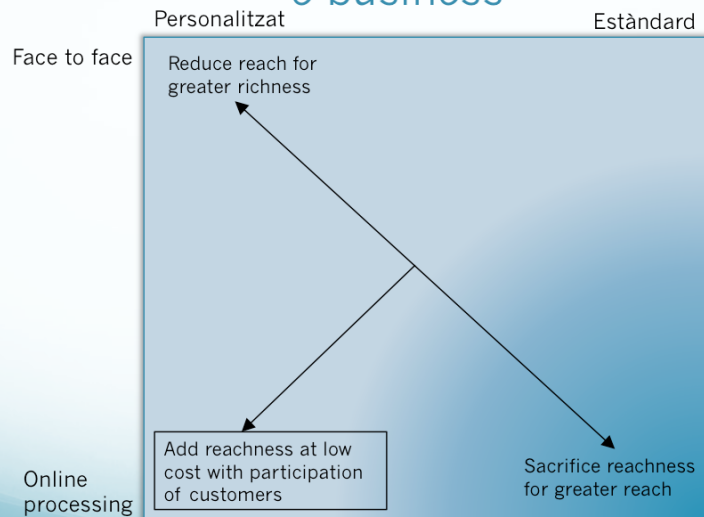 e-business
Personalitzat
Estàndard
Face to face
Reduce reach for
greater richness
Add reachness at low
cost with participation
of customers
Sacrifice reachness
for greater reach
Online
processing